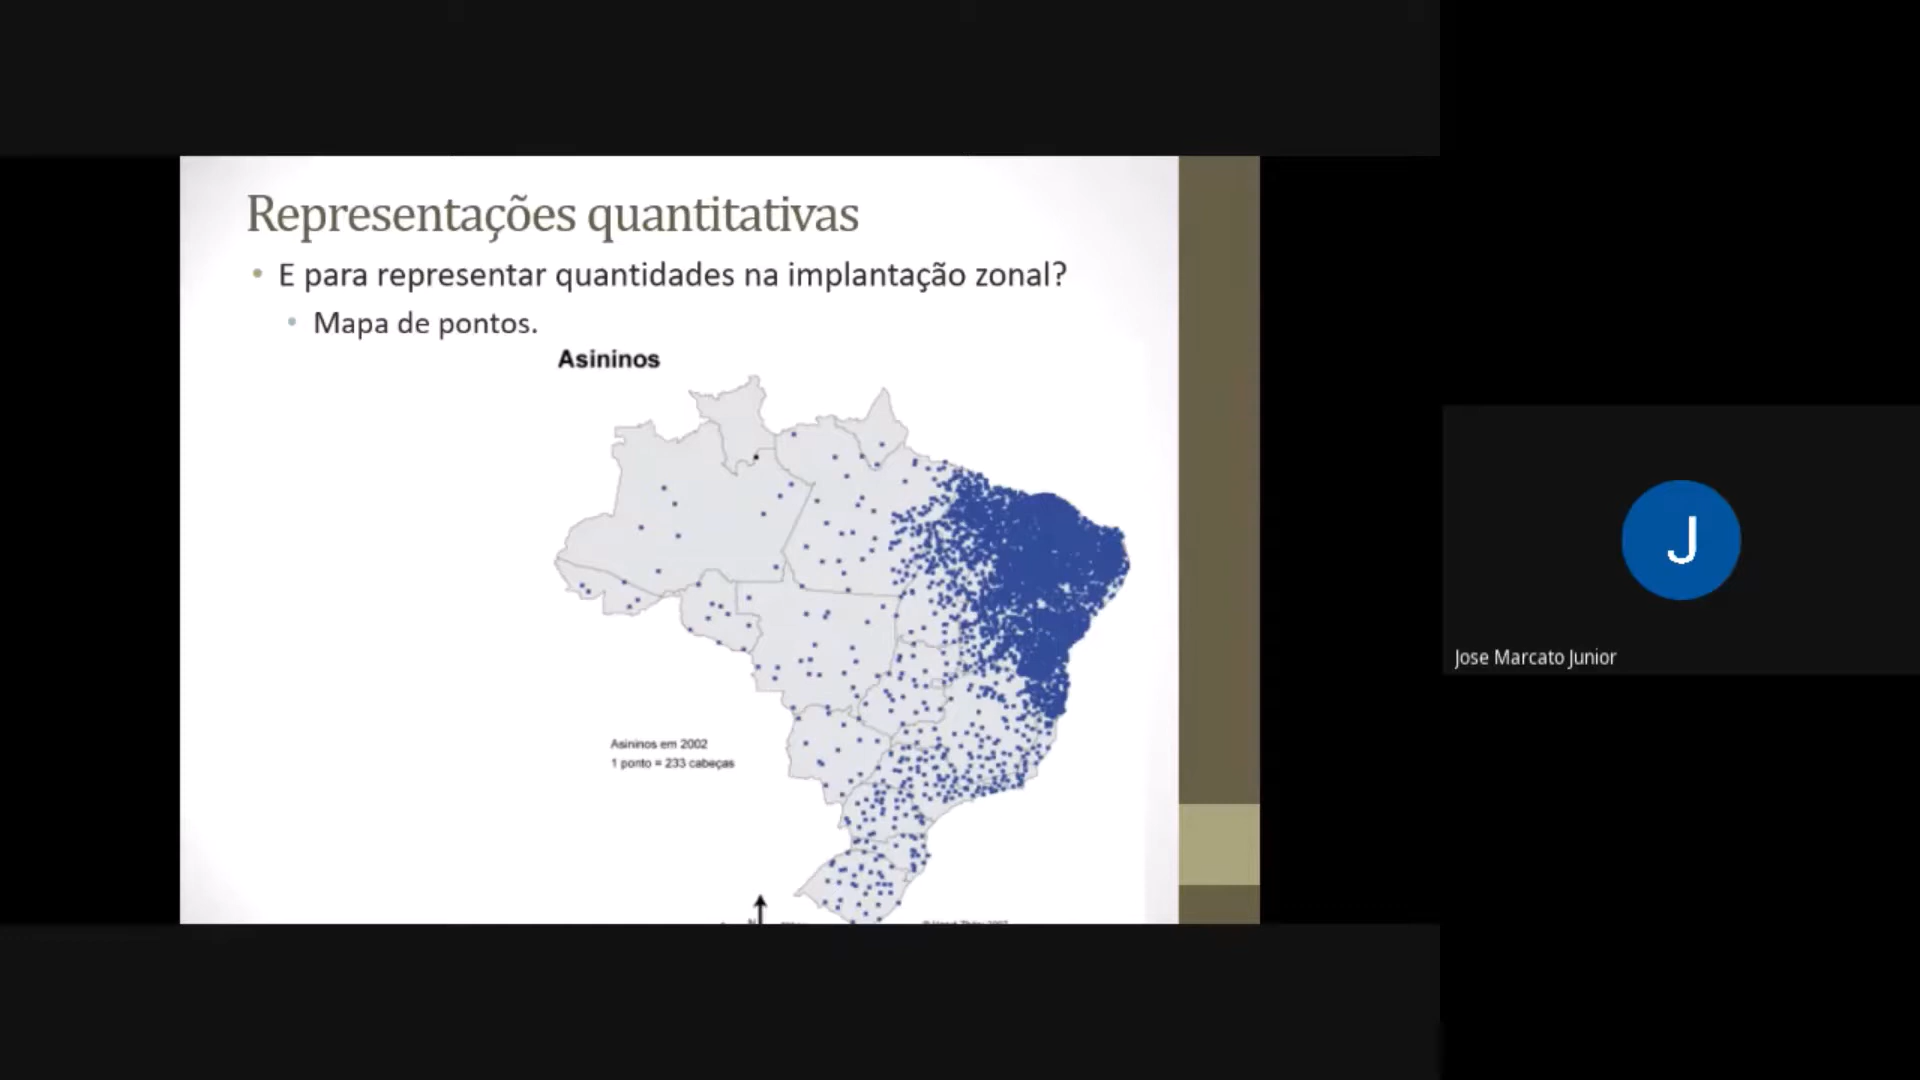 Representações quantitativas
• E para representar quantidades na implantação zonal?
• Mapa de pontos.
Asininos
Asininos em 2002
1 ponto = 233 cabeças
N
J
Jose Marcato Junior